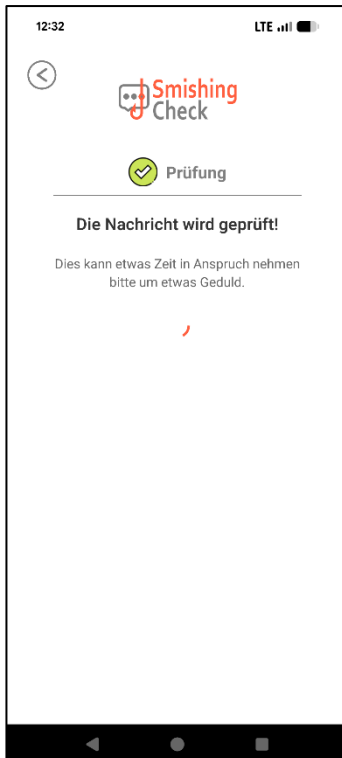 12:32
LTE
Smishing
Check
Prüfung
Die Nachricht wird geprüft!
Dies kann etwas Zeit in Anspruch nehmen
bitte um etwas Geduld.